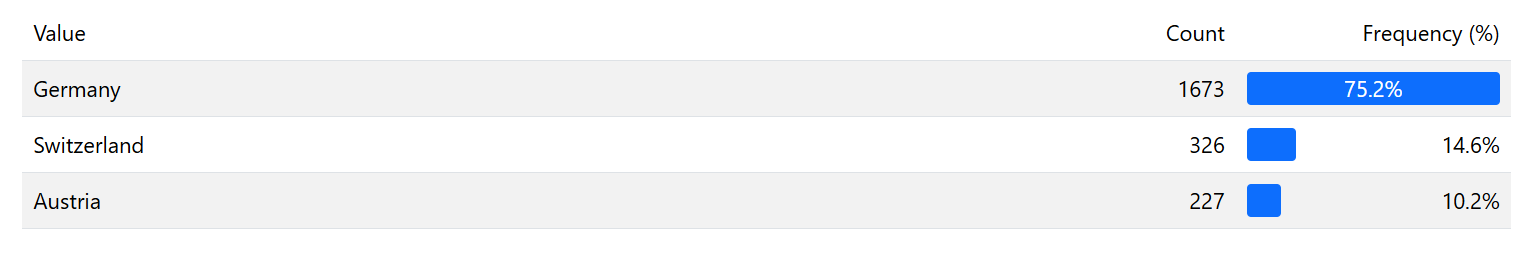 Value Count Frequency (%)
Germany 1673 75.2%
Switzerland 326 14.6%
Austria 227 10.2%